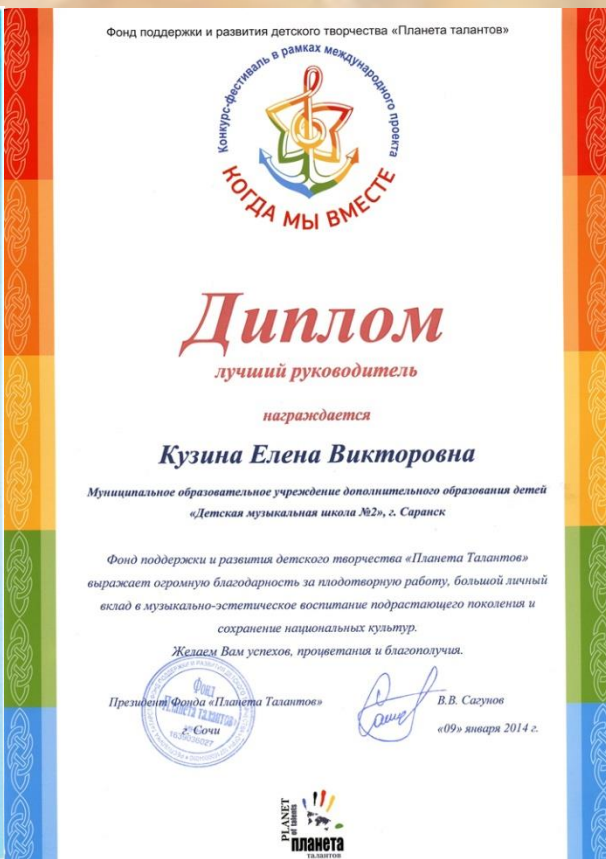 Фонд поддержки и развития детского творчества «Планета талантов»
Конкурс-фестиваль в рамках международного проекта
КОГДА МЫ ВМЕСТЕ
Диплом
лучший руководитель
награждается
Кузина Елена Викторовна
Муниципальное образовательное учреждение дополнительного образования детей
«Детская музыкальная школа №2», г. Саранск
Фонд поддержки и развития детского творчества «Планета Талантов»
выражает огромную благодарность за плодотворную работу, большой личный
вклад в музыкально-эстетическое воспитание подрастающего поколения и
сохранение национальных культур.
Желаем Вам успехов, процветания и благополучия.
Президент Фонда «Планета Талантов»
В.В. Сагунов
г. Сочи
«09» января 2014 г.
Фонд
"Планета талантов"
PLANET
of talents
планета
талантов